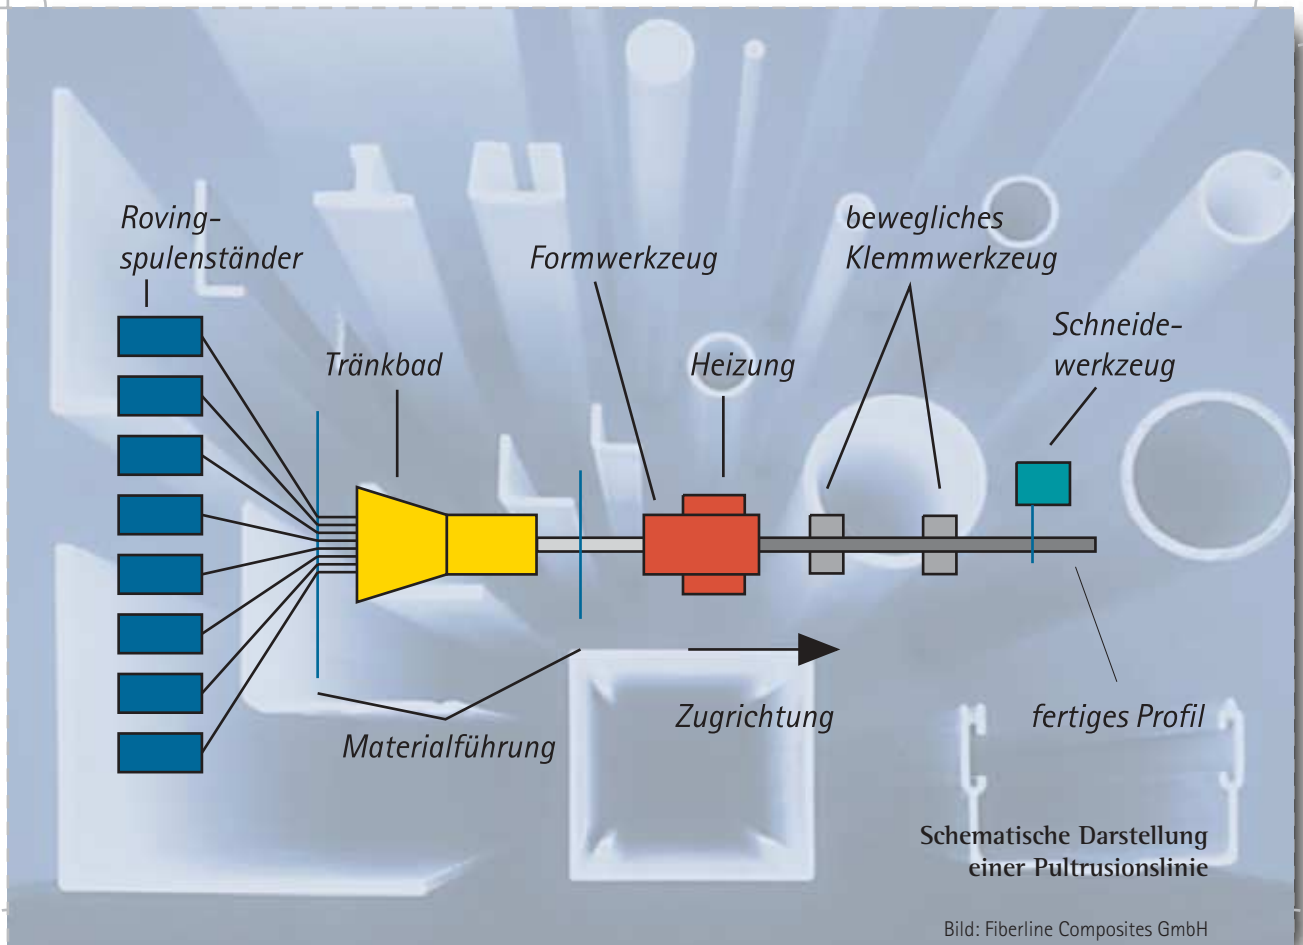 Roving-
spulenständer
Tränkbad
Formwerkzeug
Heizung
bewegliches
Klemmwerkzeug
Schneide-
werkzeug
Materialführung
Zugrichtung
fertiges Profil
Schematische Darstellung
einer Pultrusionslinie
Bild: Fiberline Composites GmbH